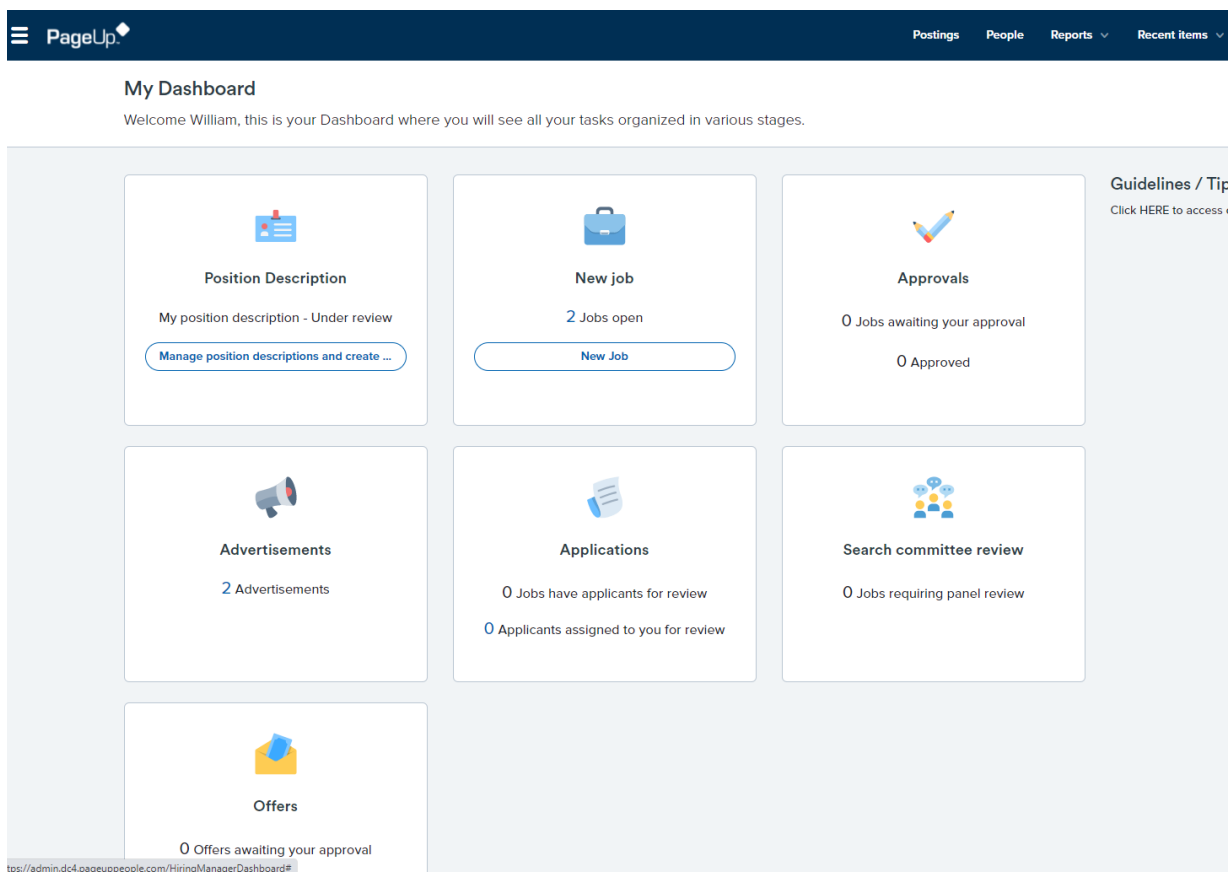 PageUp
Postings People Reports Recent items
My Dashboard
Welcome William, this is your Dashboard where you will see all your tasks organized in various stages.
Position Description
My position description - Under review
Manage position descriptions and create ...
New job
2 Jobs open
New Job
Approvals
0 Jobs awaiting your approval
0 Approved
Guidelines / Tip
Click HERE to access
Advertisements
2 Advertisements
Applications
0 Jobs have applicants for review
0 Applicants assigned to you for review
Search committee review
0 Jobs requiring panel review
Offers
0 Offers awaiting your approval
tps://admin.dc4.pageuppeople.com/HiringManagerDashboard#